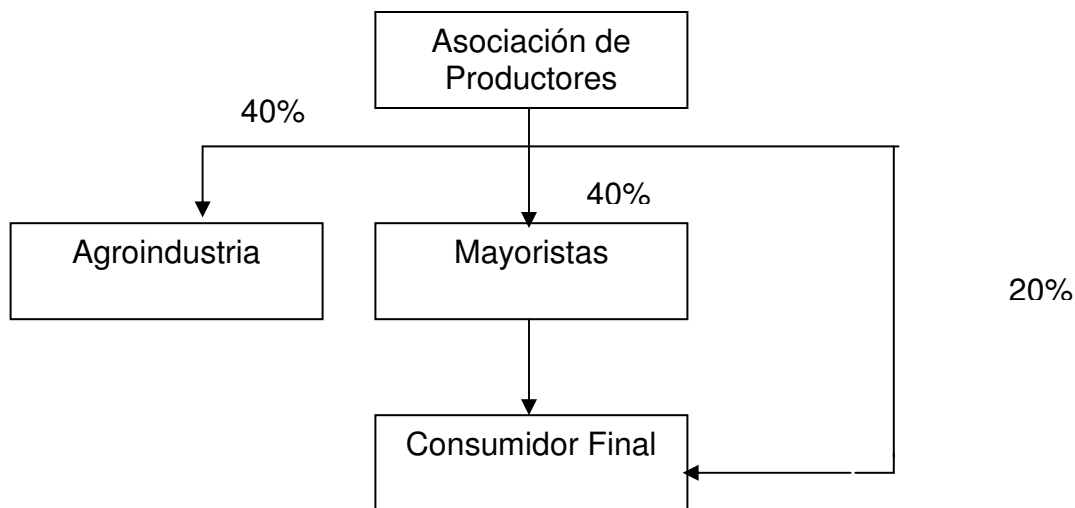 Asociación de
Productores
40%
40%
Agroindustria
Mayoristas
20%
Consumidor Final